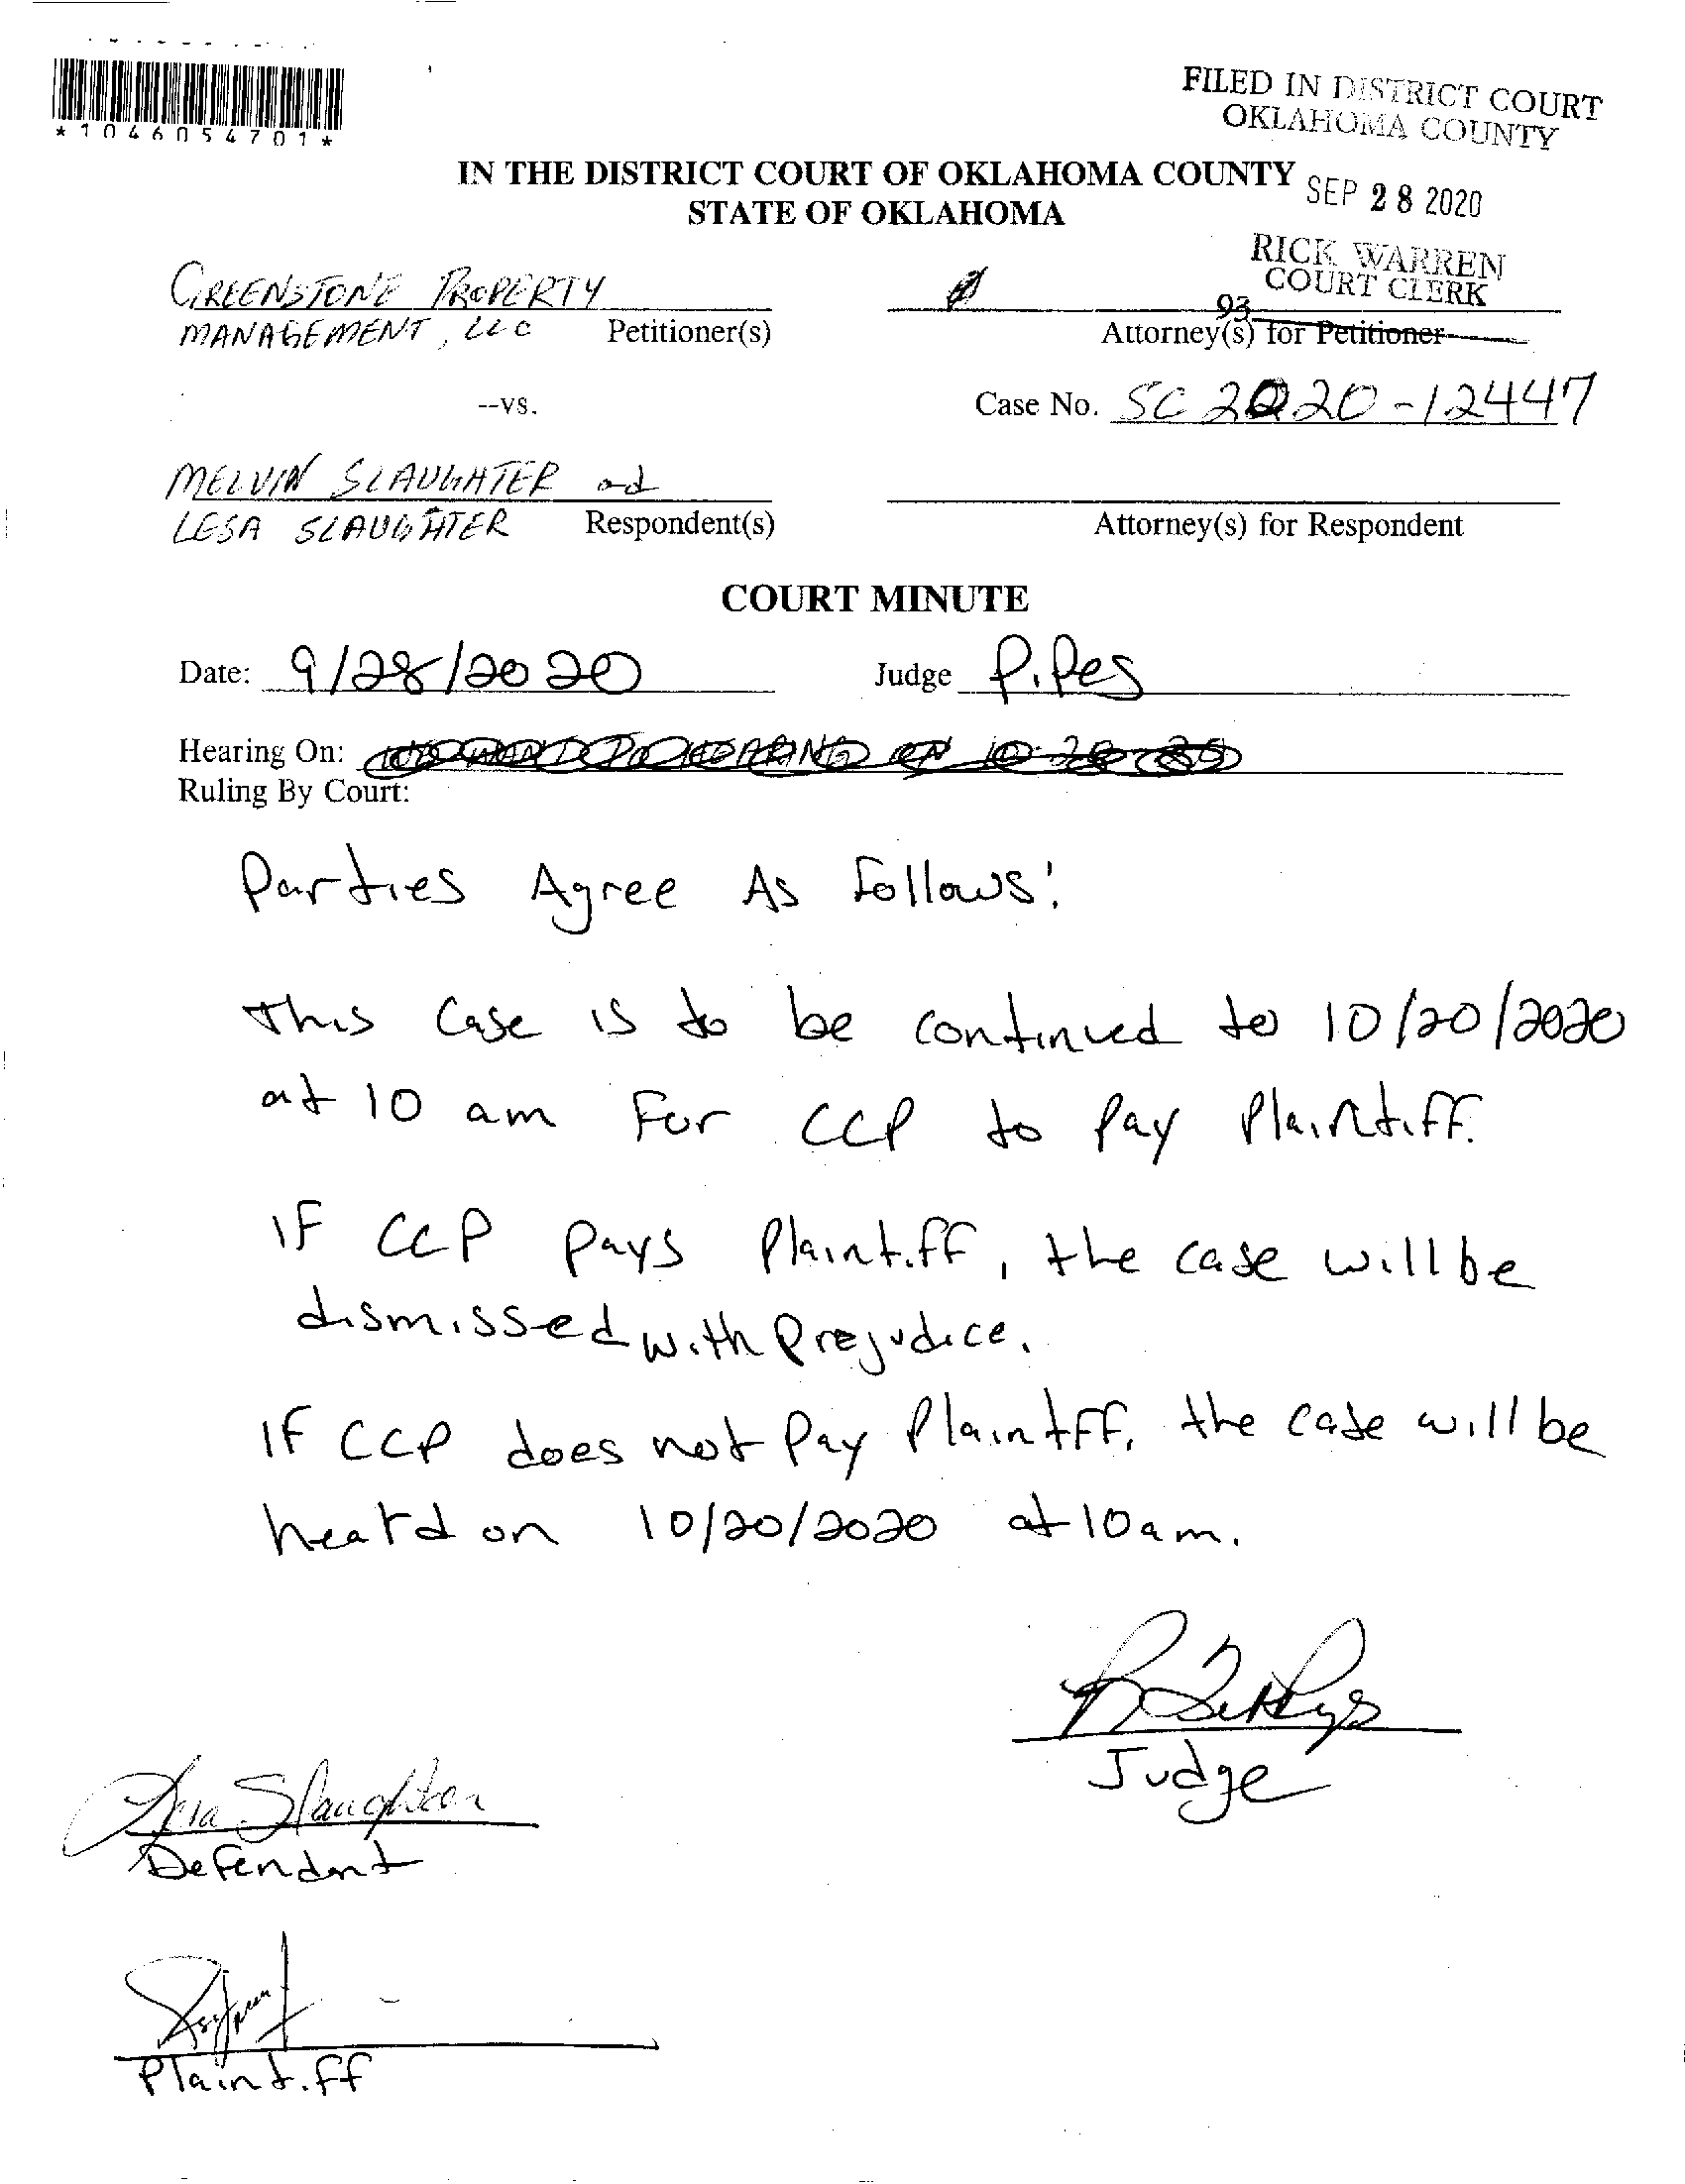 *1046054701*
FILED IN DISTRICT COURT
OKLAHOMA COUNTY
IN THE DISTRICT COURT OF OKLAHOMA COUNTY
STATE OF OKLAHOMA
SEP 28 2020
RICK WARREN
COURT CLERK
93
GREENSTONE PROPERTY
MANAGEMENT, LLC Petitioner(s)
Attorney(s) for Petitioner
--vs.
Case No. SC 2020-12447
MELVIN SLAUGHTER and
LESA SLAUGHTER Respondent(s)
Attorney(s) for Respondent
COURT MINUTE
Date: 9/28/2020 Judge P.Pes
Hearing On:
Ruling By Court:
Parties Agree As Follows:
This Case is to be continued to 10/20/2020
at 10 am For CCP to Pay Plaintiff.
IF CCP Pays Plaintiff, the case will be
dismissed with Prejudice.
IF CCP does not Pay PlaintFF, the case will be
heard on 10/20/2020 at 10am.
Judge
Lesa Slaughter
Defendant
Plaintiff